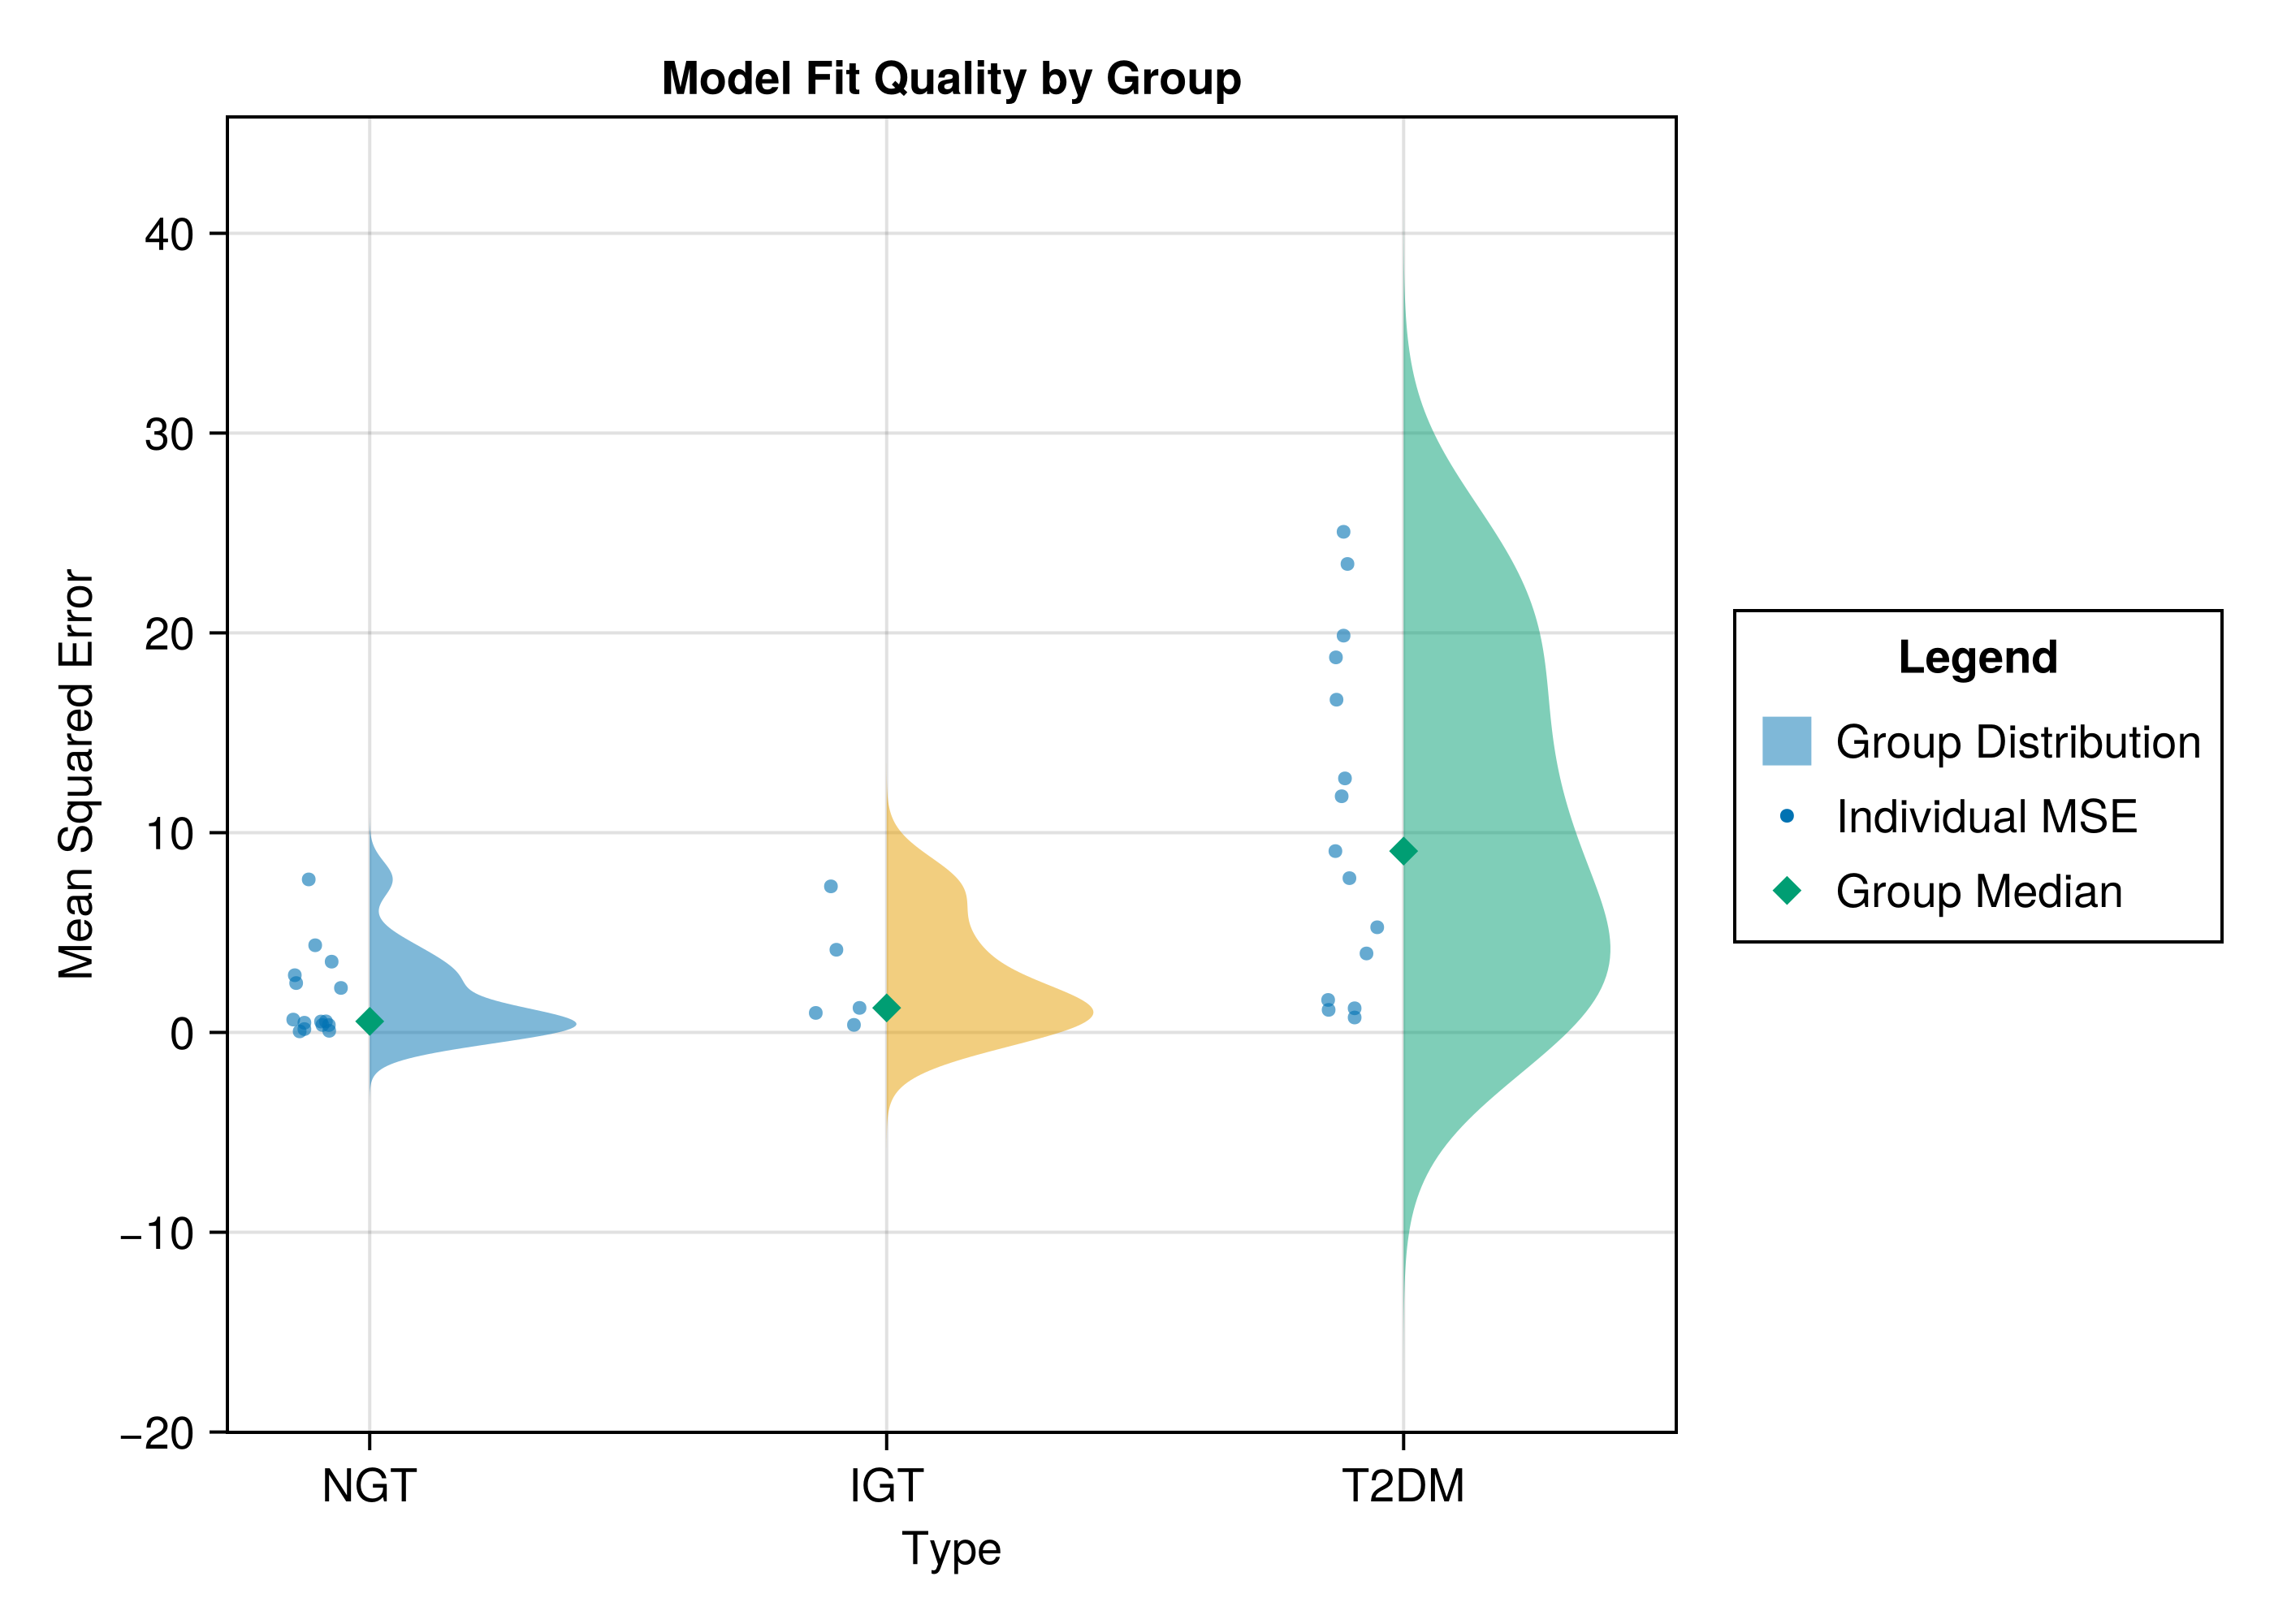 Model Fit Quality by Group
Mean Squared Error
40
30
20
10
0
−10
−20
NGT
IGT
T2DM
Type
Legend
Group Distribution
Individual MSE
Group Median